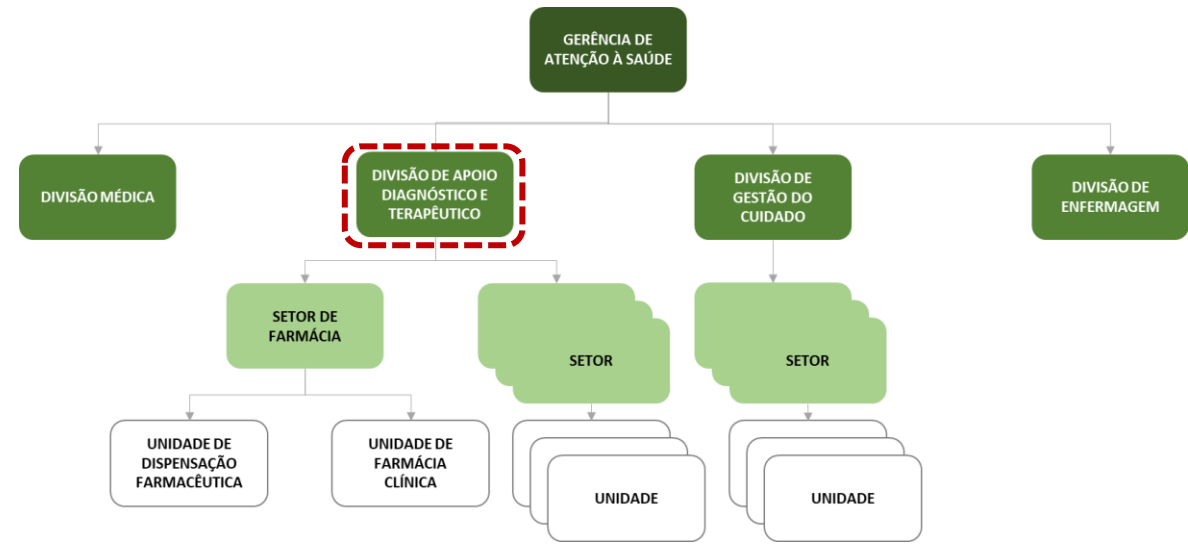 GERÊNCIA DE
ATENÇÃO À SAÚDE
DIVISÃO MÉDICA
DIVISÃO DE APOIO
DIAGNÓSTICO E
TERAPÊUTICO
DIVISÃO DE
GESTÃO DO
CUIDADO
DIVISÃO DE
ENFERMAGEM
SETOR DE
FARMÁCIA
SETOR
SETOR
UNIDADE DE
DISPENSAÇÃO
FARMACÊUTICA
UNIDADE DE
FARMÁCIA
CLÍNICA
UNIDADE
UNIDADE